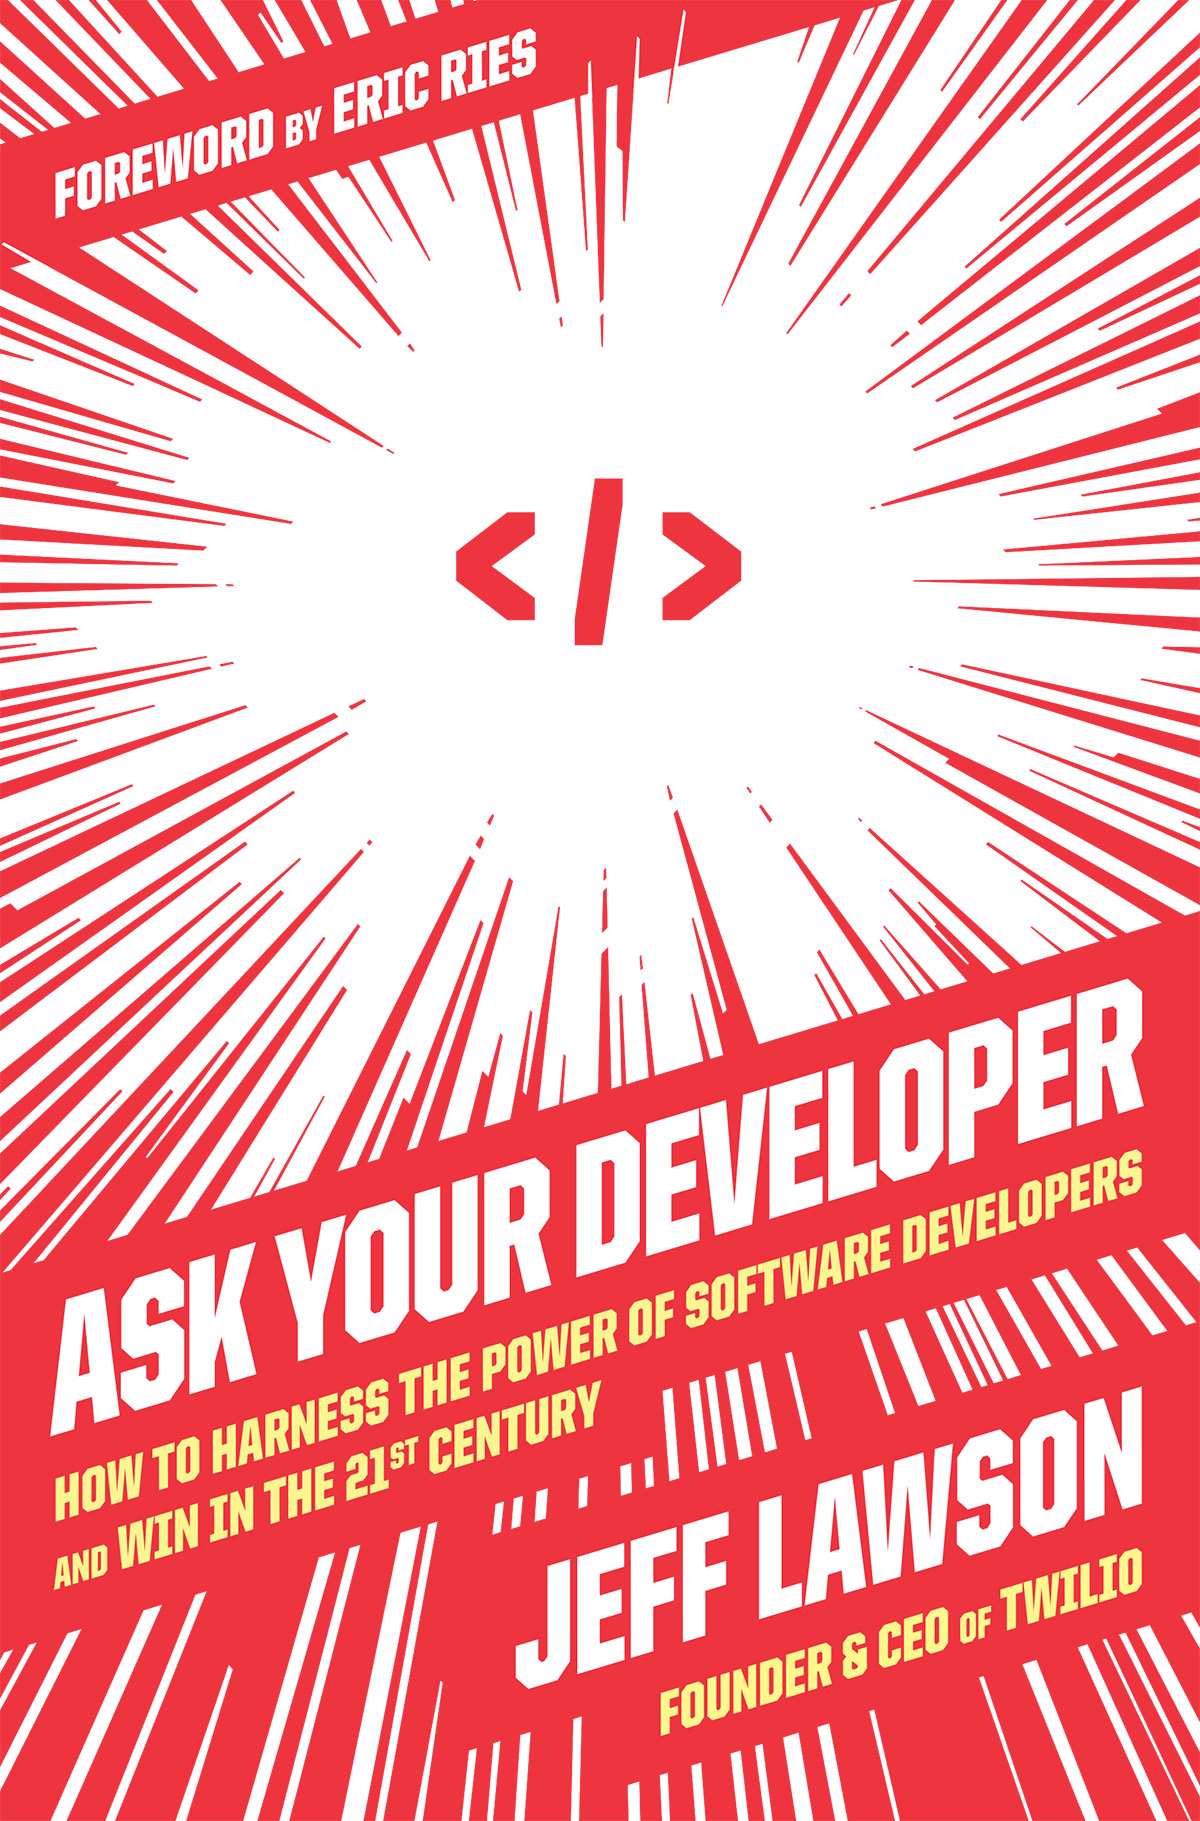 FOREWORD BY ERIC RIES
</>
ASK YOUR DEVELOPER
HOW TO HARNESS THE POWER OF SOFTWARE DEVELOPERS
AND WIN IN THE 21ST CENTURY
JEFF LAWSON
FOUNDER & CEO OF TWILIO